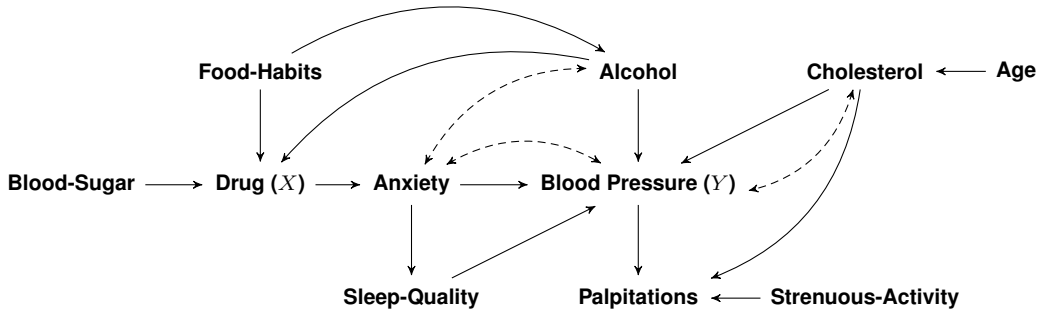 Food-Habits
Alcohol
Cholesterol
Age
Blood-Sugar
Drug (X)
Anxiety
Blood Pressure (Y)
Sleep-Quality
Palpitations
Strenuous-Activity